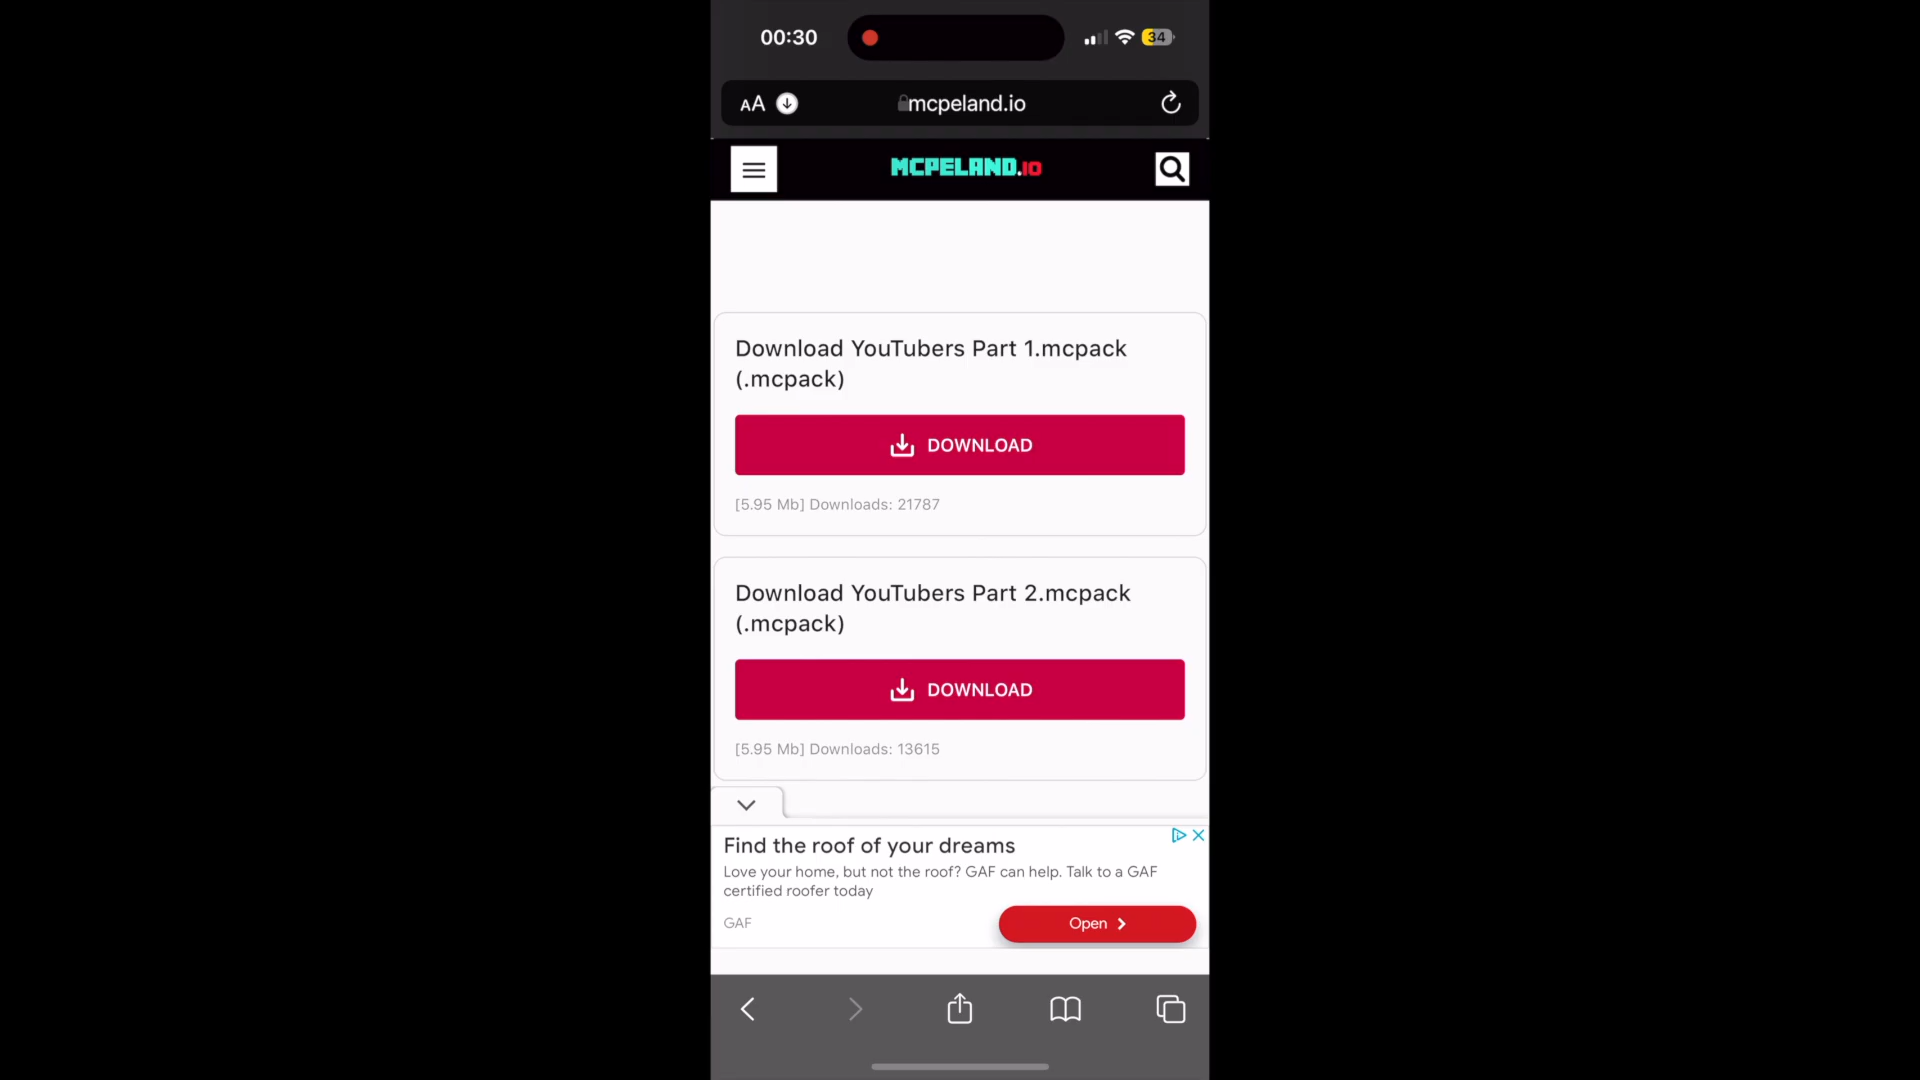 00:30
34
AA
mcpeland.io
MCPELAND.IO
Download YouTubers Part 1.mcpack
(.mcpack)
DOWNLOAD
[5.95 Mb] Downloads: 21787
Download YouTubers Part 2.mcpack
(.mcpack)
DOWNLOAD
[5.95 Mb] Downloads: 13615
Find the roof of your dreams
Love your home, but not the roof? GAF can help. Talk to a GAF
certified roofer today
GAF
Open